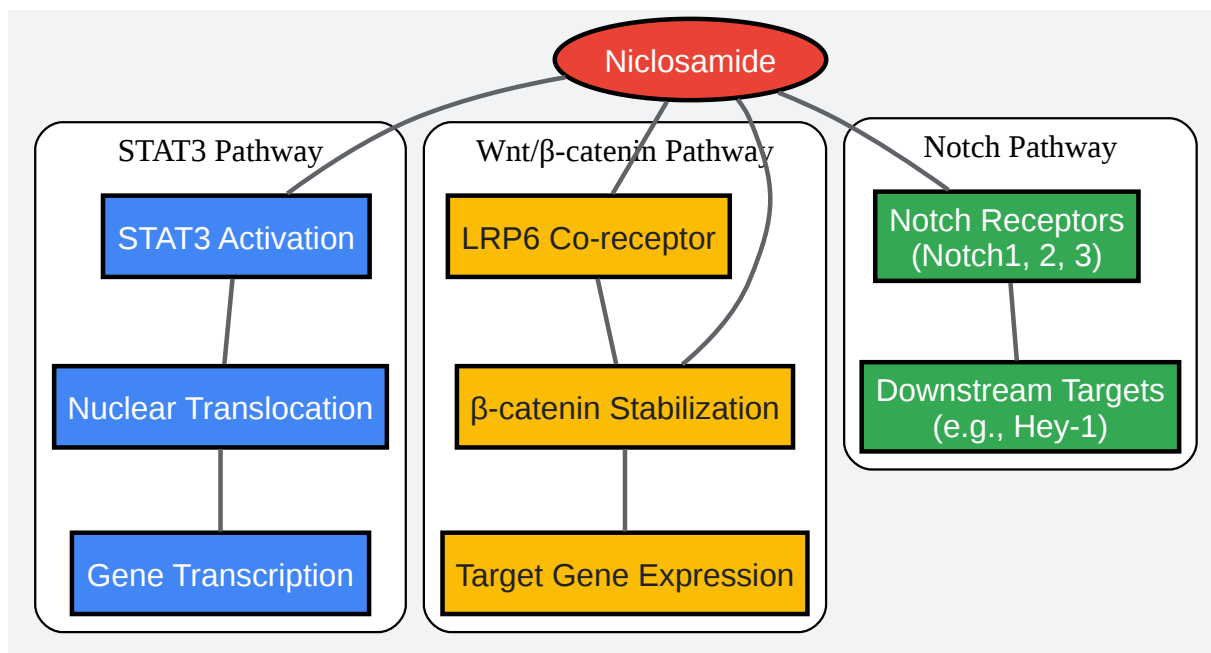 Niclosamide
STAT3 Pathway
STAT3 Activation
Nuclear Translocation
Gene Transcription
Wnt/β-catenin Pathway
LRP6 Co-receptor
β-catenin Stabilization
Target Gene Expression
Notch Pathway
Notch Receptors
(Notch1, 2, 3)
Downstream Targets
(e.g., Hey-1)